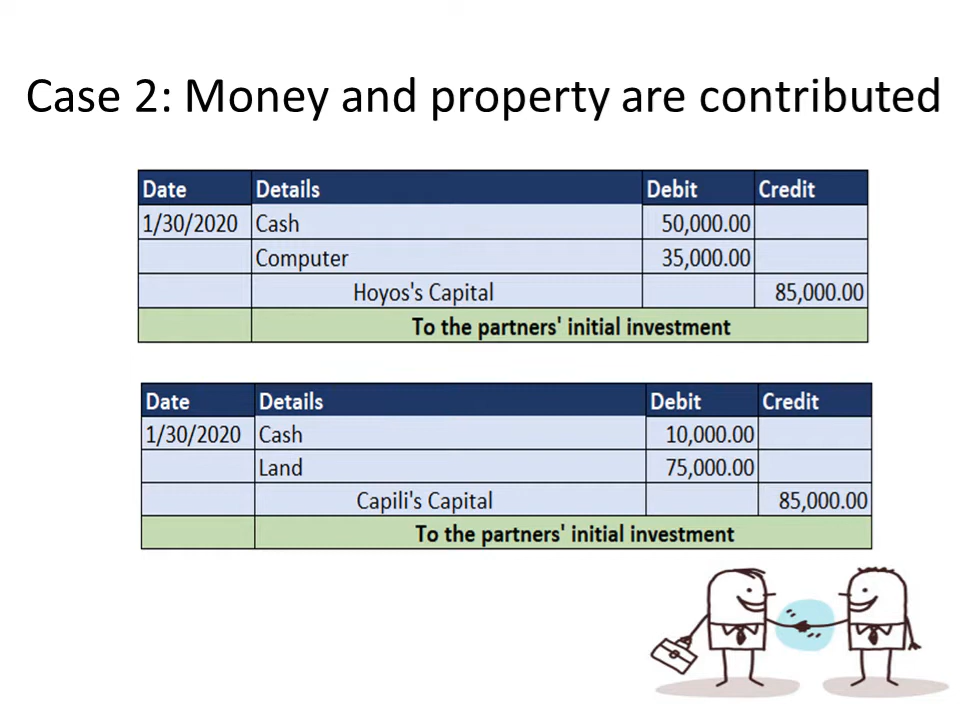 Case 2: Money and property are contributed
Date Details Debit Credit
1/30/2020 Cash 50,000.00
Computer 35,000.00
Hoyos's Capital 85,000.00
To the partners' initial investment
Date Details Debit Credit
1/30/2020 Cash 10,000.00
Land 75,000.00
Capili's Capital 85,000.00
To the partners' initial investment